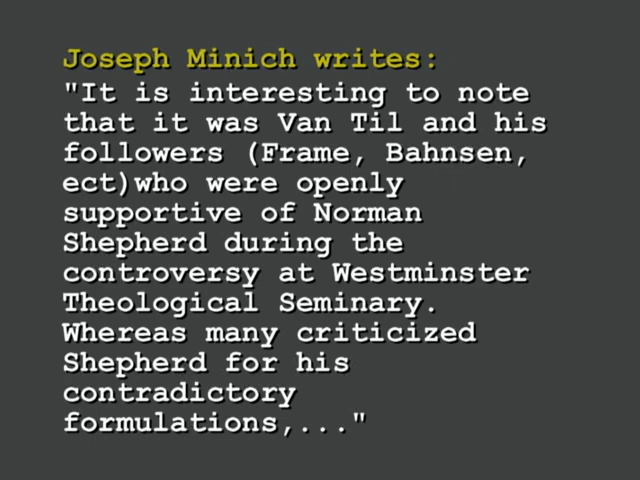 Joseph Minich writes:
"It is interesting to note
that it was Van Til and his
followers (Frame, Bahnsen,
ect)who were openly
supportive of Norman
Shepherd during the
controversy at Westminster
Theological Seminary.
Whereas many criticized
Shepherd for his
contradictory
formulations,..."